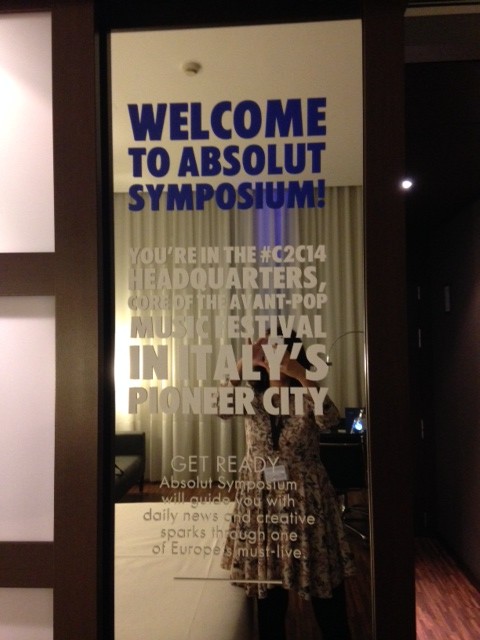 WELCOME
TO ABSOLUT
SYMPOSIUM!
YOU'RE IN THE #C2C14
HEADQUARTERS,
CORE OF THE AVANT-POP
MUSIC FESTIVAL
IN ITALY'S
PIONEER CITY
GET READY
Absolut Symposium
will guide you with
daily news and creative
sparks through one
of Europe's must-live